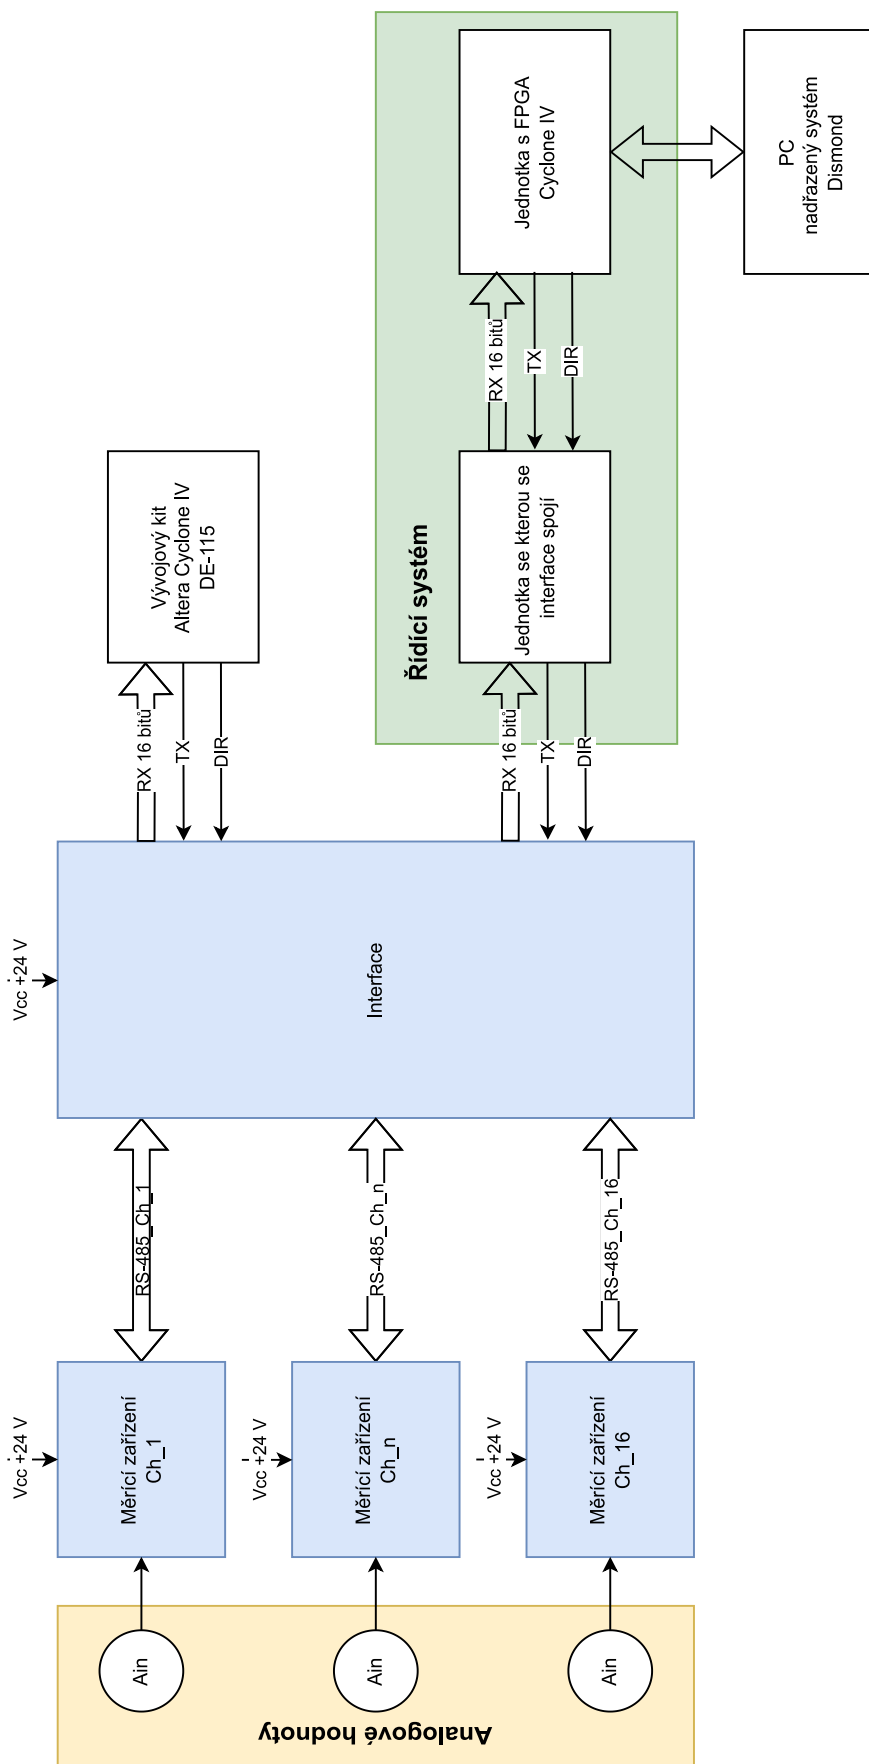 Analogové hodnoty
Ain
Ain
Ain
Vcc +24 V
Měrící zařízení
Ch_1
Vcc +24 V
Měrící zařízení
Ch_n
Vcc +24 V
Měrící zařízení
Ch_16
RS-485_Ch_1
RS-485_Ch_n
RS-485_Ch_16
Vcc +24 V
Interface
RX 16 bitů
TX
DIR
RX 16 bitů
TX
DIR
Vývojový kit
Altera Cyclone IV
DE-115
Řídící systém
Jednotka se kterou se
interface spojí
RX 16 bitů
TX
DIR
Jednotka s FPGA
Cyclone IV
PC
nadřazený systém
Dismond